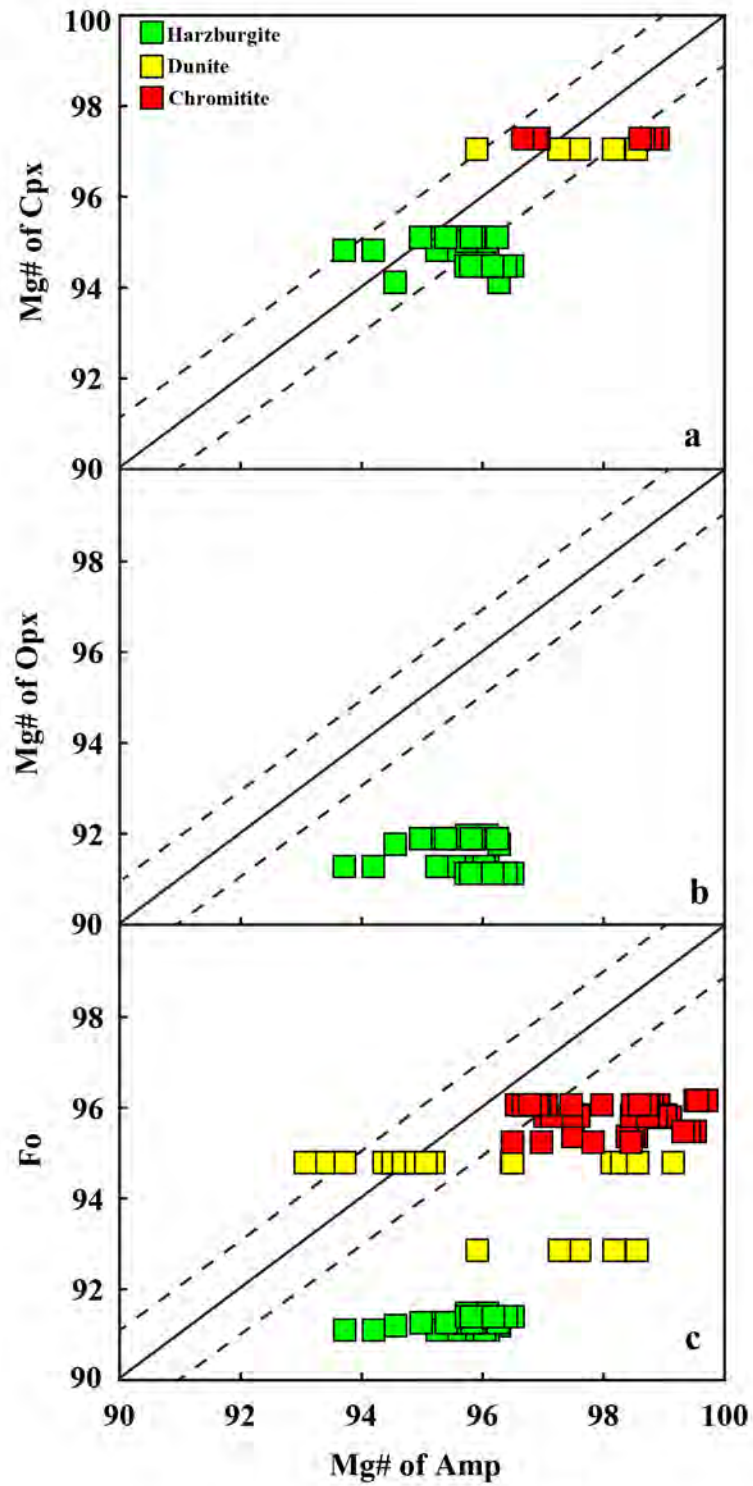 100
Harzburgite
Dunite
Chromitite
98
96
94
92
90
Mg# of Cpx
a
98
96
94
92
90
Mg# of Opx
b
98
96
94
92
90
Fo
c
90 92 94 96 98 100
Mg# of Amp